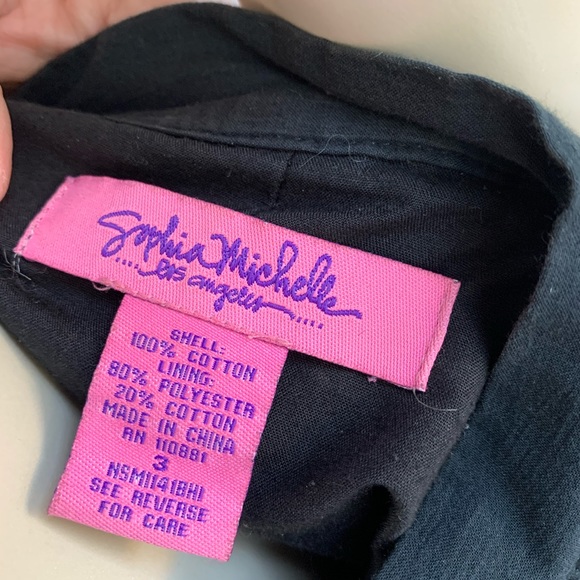 Sophia Michelle
los angeles
SHELL:
100% COTTON
LINING:
80% POLYESTER
20% COTTON
MADE IN CHINA
RN 110881
3
NSM1141BHI
SEE REVERSE
FOR CARE